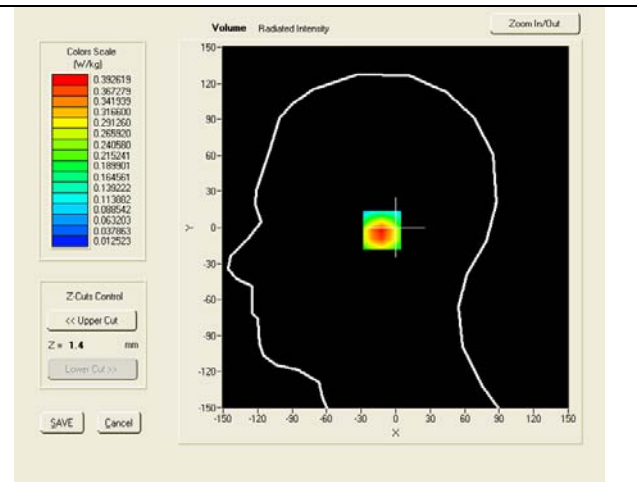 Volume Radiated Intensity
Zoom In/Out
Colors Scale
(W/kg)
0.392619
0.367279
0.341939
0.316600
0.291260
0.265920
0.240580
0.215241
0.189901
0.164561
0.139222
0.113882
0.088542
0.063203
0.037863
0.012523
Z-Cuts Control
<< Upper Cut
Z = 1.4 mm
Lower Cut >>
SAVE Cancel
150
120
90
60
30
0
-30
-60
-90
-120
-150
Y
-150 -120 -90 -60 -30 0 30 60 90 120 150
X